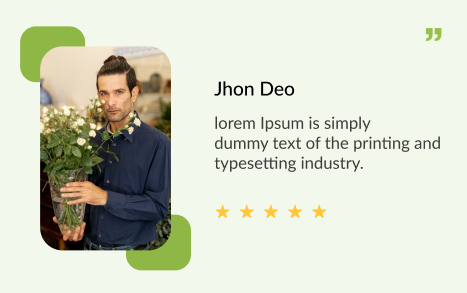 ”
Jhon Deo
lorem Ipsum is simply
dummy text of the printing and
typesetting industry.